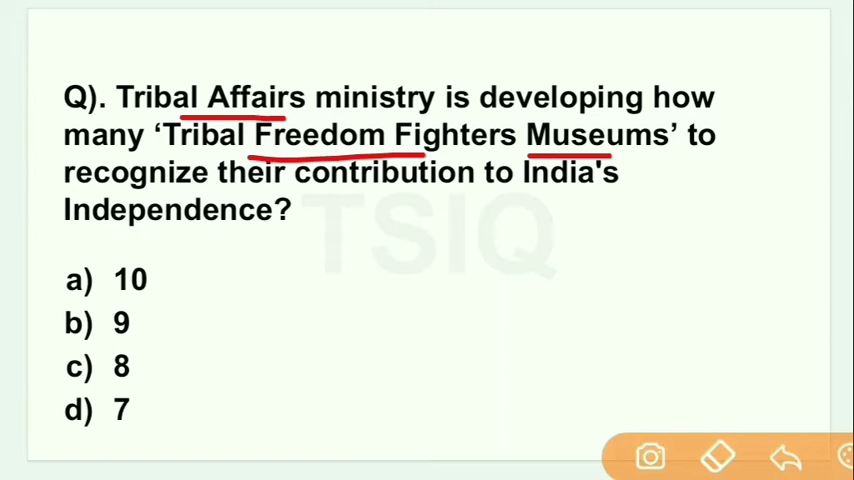 Q). Tribal Affairs ministry is developing how
many ‘Tribal Freedom Fighters Museums’ to
recognize their contribution to India's
Independence?
TSIQ
a) 10
b) 9
c) 8
d) 7